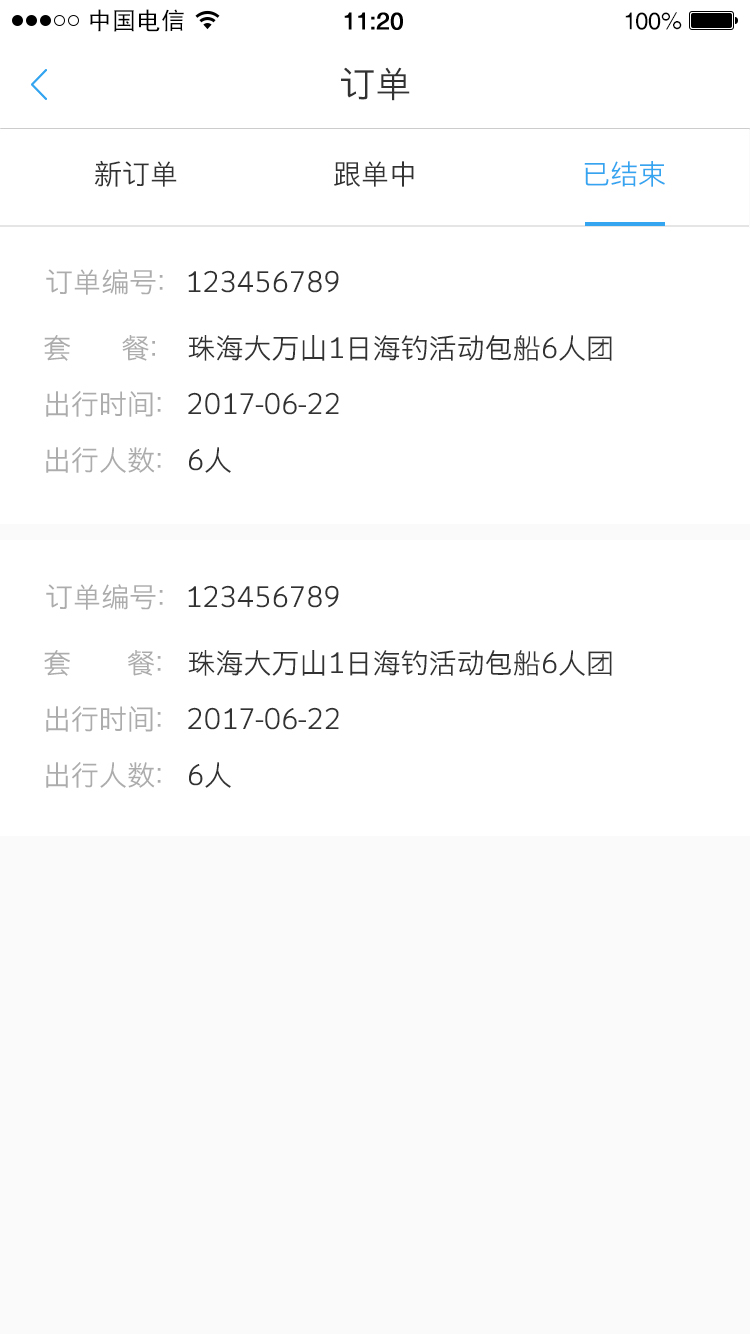 中国电信 11:20 100%
订单
新订单 跟单中 已结束
订单编号: 123456789
套 餐: 珠海大万山1日海钓活动包船6人团
出行时间: 2017-06-22
出行人数: 6人
订单编号: 123456789
套 餐: 珠海大万山1日海钓活动包船6人团
出行时间: 2017-06-22
出行人数: 6人